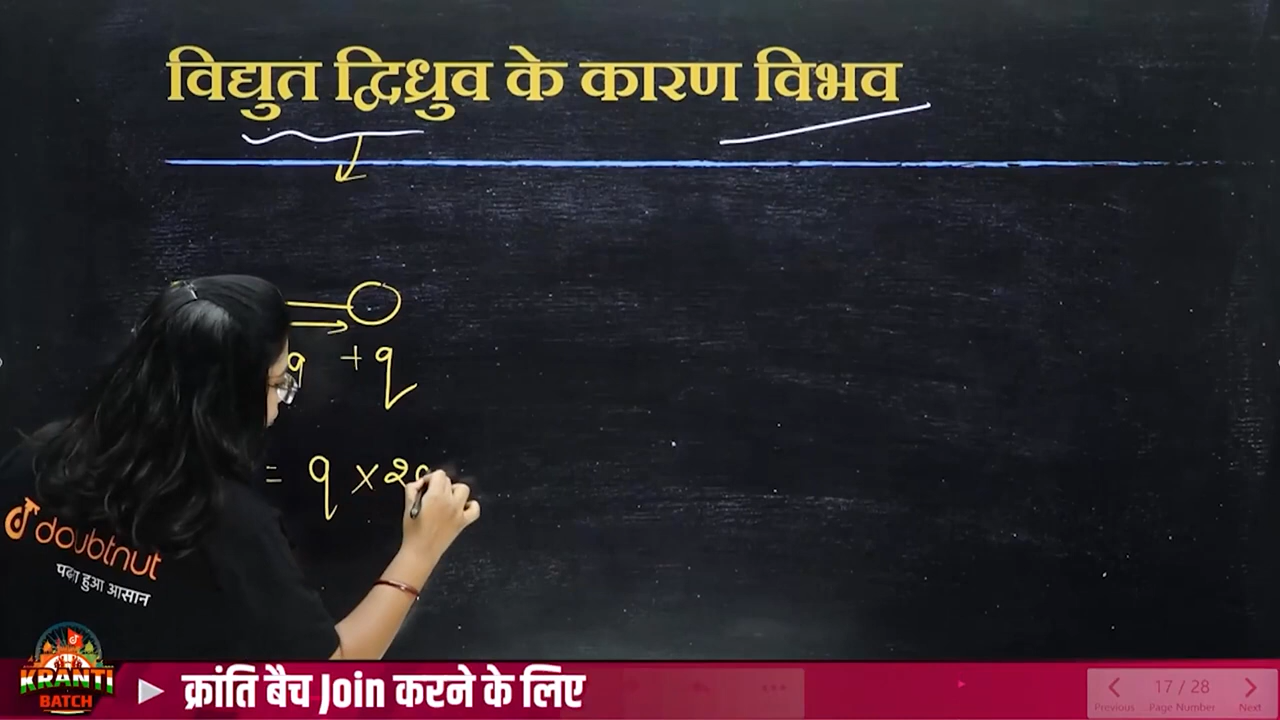 विद्युत द्विध्रुव के कारण विभव
q + q
= q × 2
doubtnut
पढ़ना हुआ आसान
KRANTI
BATCH
क्रांति बैच Join करने के लिए
17 / 28
Previous Page Number Next